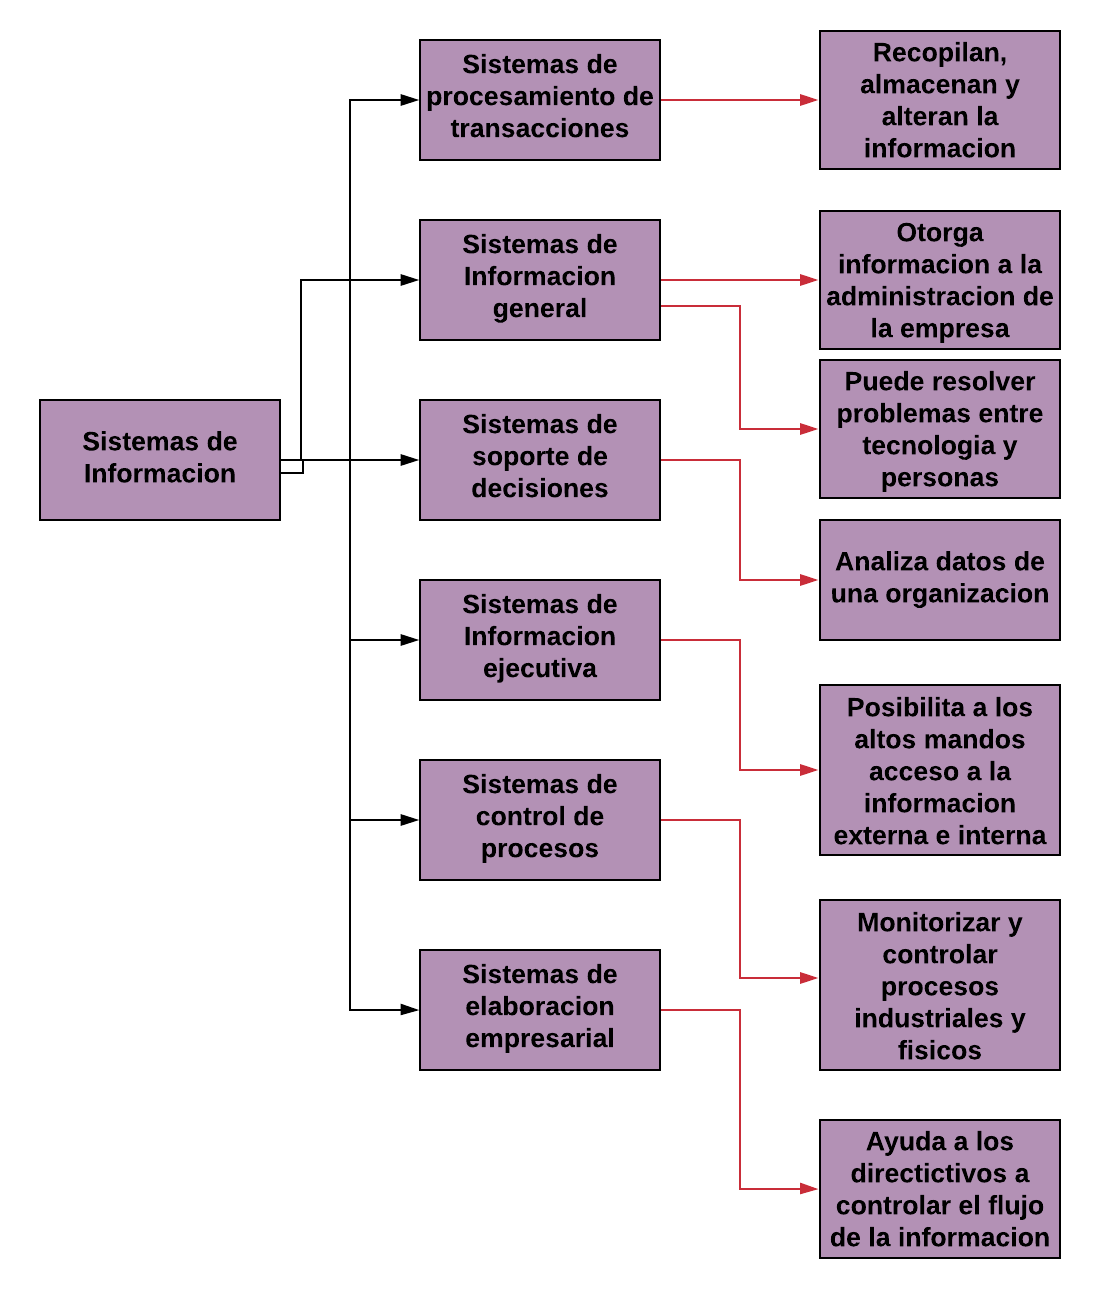 Sistemas de
Informacion
Sistemas de
procesamiento de
transacciones
Recopilan,
almacenan y
alteran la
informacion
Sistemas de
Informacion
general
Otorga
informacion a la
administracion de
la empresa
Puede resolver
problemas entre
tecnologia y
personas
Sistemas de
soporte de
decisiones
Analiza datos de
una organizacion
Sistemas de
Informacion
ejecutiva
Posibilita a los
altos mandos
acceso a la
informacion
externa e interna
Sistemas de
control de
procesos
Monitorizar y
controlar
procesos
industriales y
fisicos
Sistemas de
elaboracion
empresarial
Ayuda a los
directictivos a
controlar el flujo
de la informacion